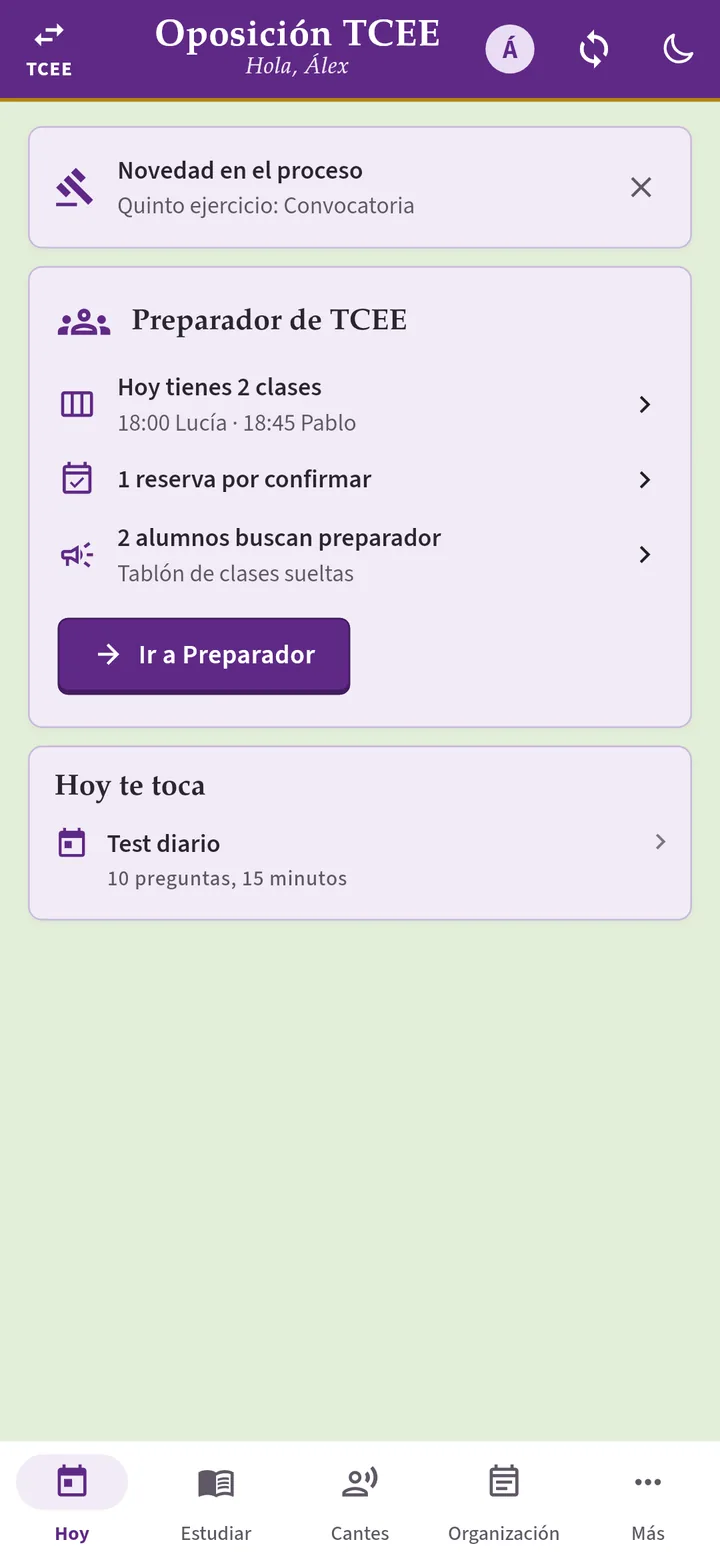 TCEE
Oposición TCEE
Hola, Álex
Á
Novedad en el proceso
Quinto ejercicio: Convocatoria
Preparador de TCEE
Hoy tienes 2 clases
18:00 Lucía · 18:45 Pablo
1 reserva por confirmar
2 alumnos buscan preparador
Tablón de clases sueltas
Ir a Preparador
Hoy te toca
Test diario
10 preguntas, 15 minutos
Hoy
Estudiar
Cantes
Organización
Más